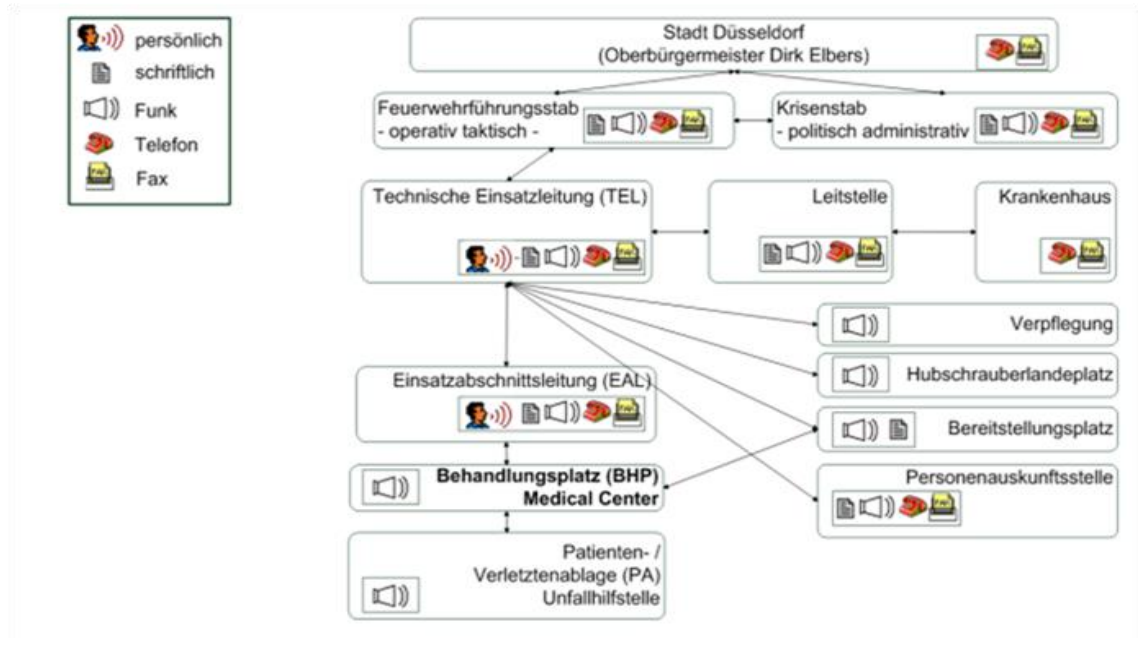 persönlich
schriftlich
Funk
Telefon
Fax
Stadt Düsseldorf
(Oberbürgermeister Dirk Elbers)
Feuerwehrführungsstab
- operativ taktisch -
Krisenstab
- politisch administrativ
Technische Einsatzleitung (TEL)
Leitstelle
Krankenhaus
Verpflegung
Hubschrauberlandeplatz
Einsatzabschnittsleitung (EAL)
Bereitstellungsplatz
Behandlungsplatz (BHP)
Medical Center
Personenauskunftsstelle
Patienten- /
Verletztenablage (PA)
Unfallhilfstelle